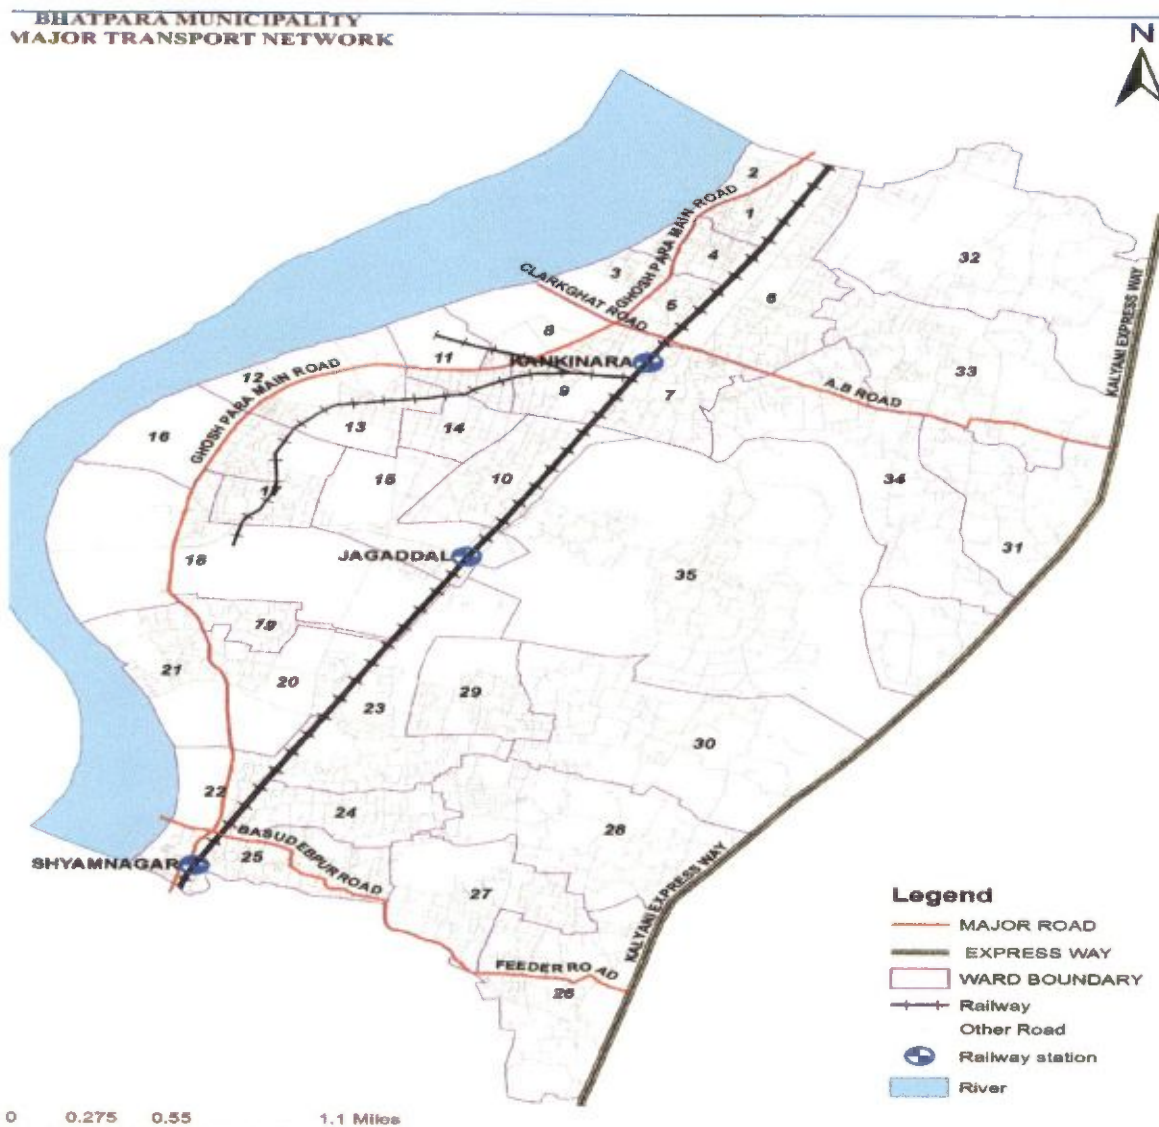 BHATPARA MUNICIPALITY
MAJOR TRANSPORT NETWORK
N
2
1
GHOSH PARA MAIN ROAD
32
3
4
CLARKGHAT ROAD
5
6
KALYANI EXPRESS WAY
8
11
KANKINARA
12
GHOSH PARA MAIN ROAD
9
7
A.B ROAD
33
16
13
14
17
15
10
34
JAGADDAL
18
35
31
19
21
20
23
29
30
22
24
28
BASUDEBPUR ROAD
SHYAMNAGAR
25
27
KALYANI EXPRESS WAY
FEEDER ROAD
26
Legend
MAJOR ROAD
EXPRESS WAY
WARD BOUNDARY
Railway
Other Road
Railway station
River
0 0.275 0.55 1.1 Miles